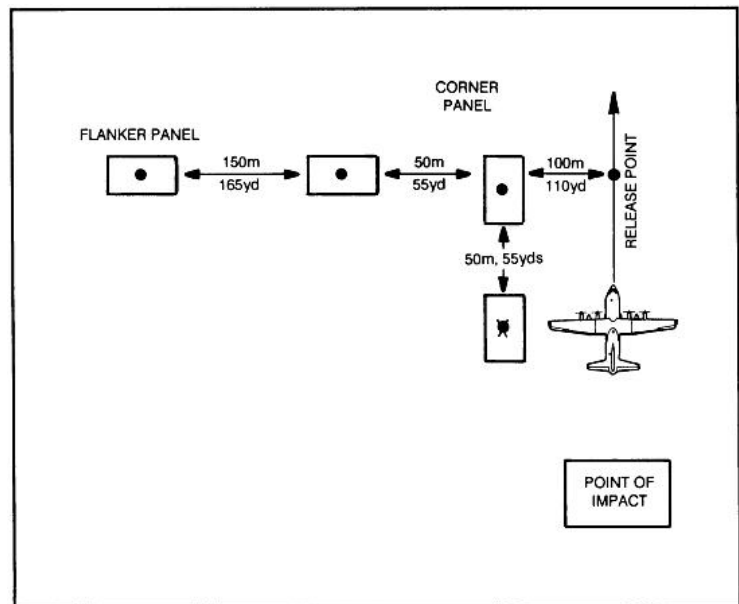 CORNER
PANEL
FLANKER PANEL
150m
165yd
50m
55yd
100m
110yd
RELEASE POINT
50m, 55yds
POINT OF
IMPACT